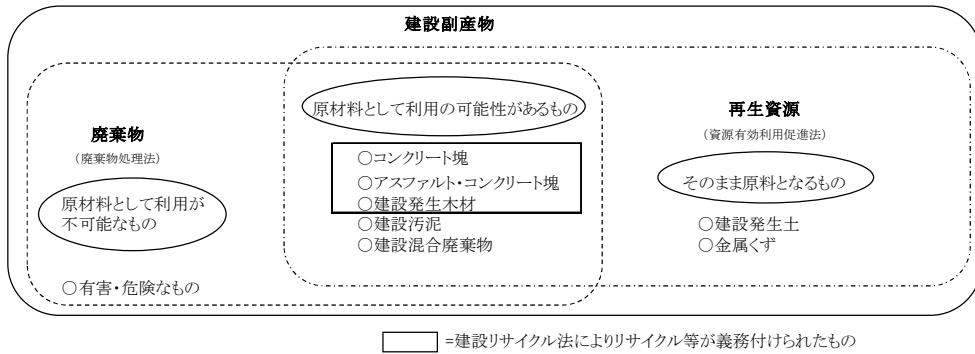 建設副産物
廃棄物
(廃棄物処理法)
原材料として利用が
不可能なもの
○有害・危険なもの
原材料として利用の可能性があるもの
○コンクリート塊
○アスファルト・コンクリート塊
○建設発生木材
○建設汚泥
○建設混合廃棄物
再生資源
(資源有効利用促進法)
そのまま原料となるもの
○建設発生土
○金属くず
=建設リサイクル法によりリサイクル等が義務付けられたもの